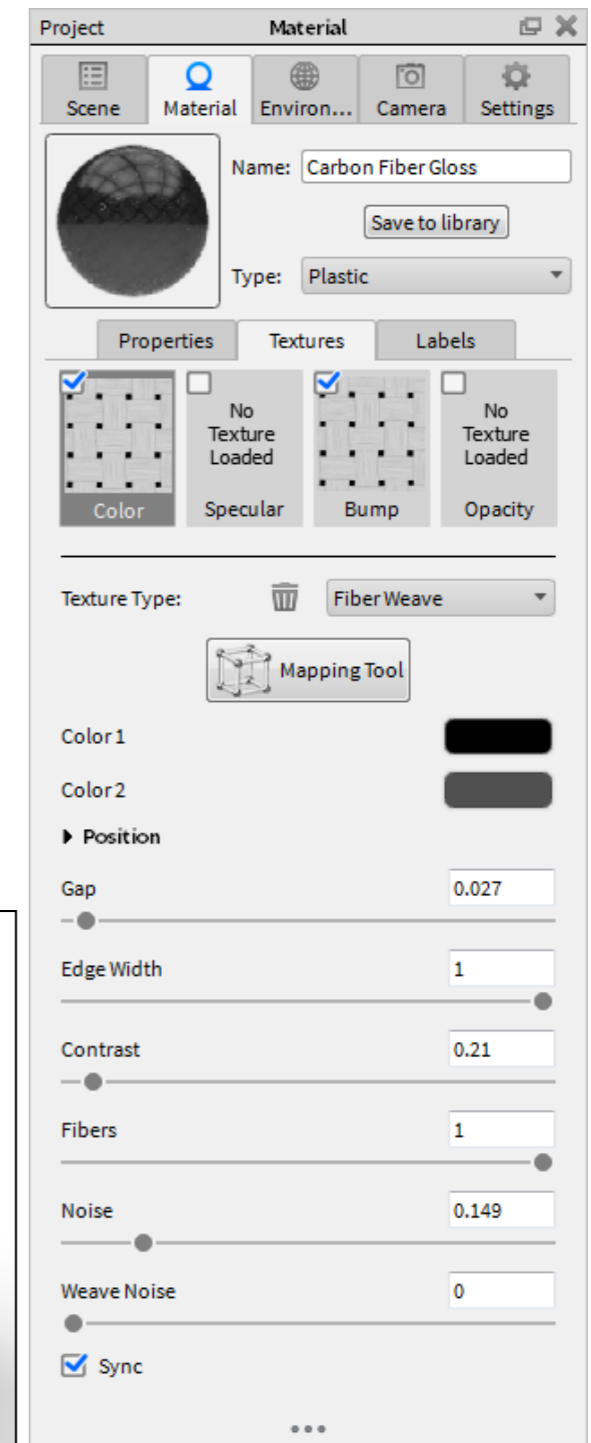 Project Material
Scene Material Environ... Camera Settings
Name: Carbon Fiber Gloss
Save to library
Type: Plastic
Properties Textures Labels
No Texture Loaded No Texture Loaded
Color Specular Bump Opacity
Texture Type: Fiber Weave
Mapping Tool
Color 1
Color 2
Position
Gap 0.027
Edge Width 1
Contrast 0.21
Fibers 1
Noise 0.149
Weave Noise 0
Sync